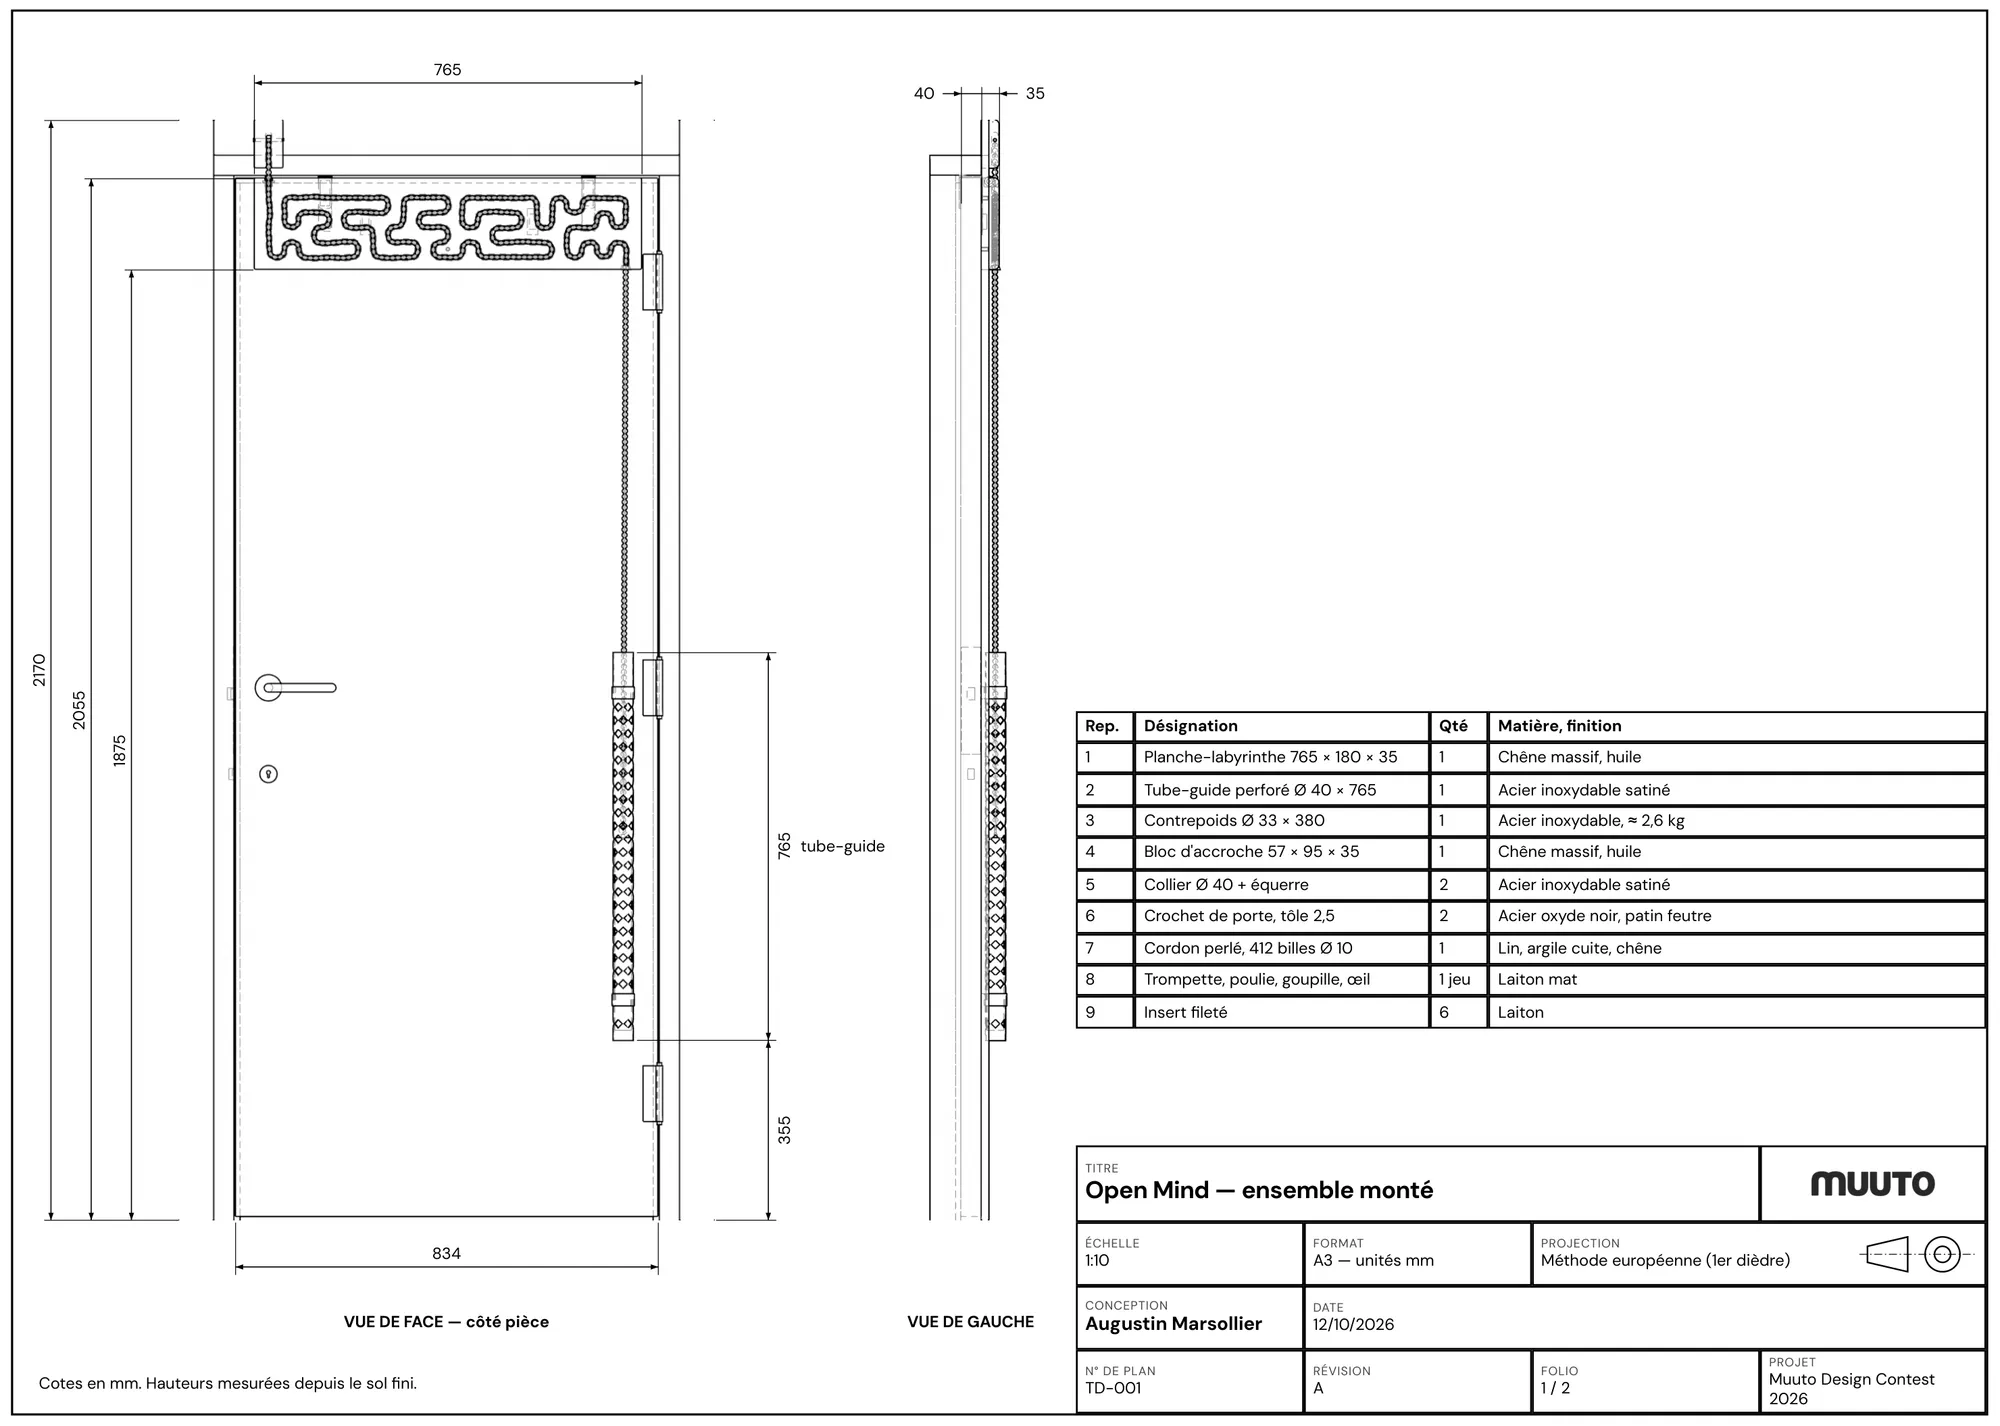 765
40
35
2170
2055
1875
765
tube-guide
355
834
VUE DE FACE — côté pièce
VUE DE GAUCHE
Cotes en mm. Hauteurs mesurées depuis le sol fini.
Rep. Désignation Qté Matière, finition
1 Planche-labyrinthe 765 × 180 × 35 1 Chêne massif, huile
2 Tube-guide perforé Ø 40 × 765 1 Acier inoxydable satiné
3 Contrepoids Ø 33 × 380 1 Acier inoxydable, ≈ 2,6 kg
4 Bloc d'accroche 57 × 95 × 35 1 Chêne massif, huile
5 Collier Ø 40 + équerre 2 Acier inoxydable satiné
6 Crochet de porte, tôle 2,5 2 Acier oxyde noir, patin feutre
7 Cordon perlé, 412 billes Ø 10 1 Lin, argile cuite, chêne
8 Trompette, poulie, goupille, œil 1 jeu Laiton mat
9 Insert fileté 6 Laiton
TITRE
Open Mind — ensemble monté
muuto
ÉCHELLE
1:10
FORMAT
A3 — unités mm
PROJECTION
Méthode européenne (1er dièdre)
CONCEPTION
Augustin Marsollier
DATE
12/10/2026
N° DE PLAN
TD-001
RÉVISION
A
FOLIO
1 / 2
PROJET
Muuto Design Contest
2026